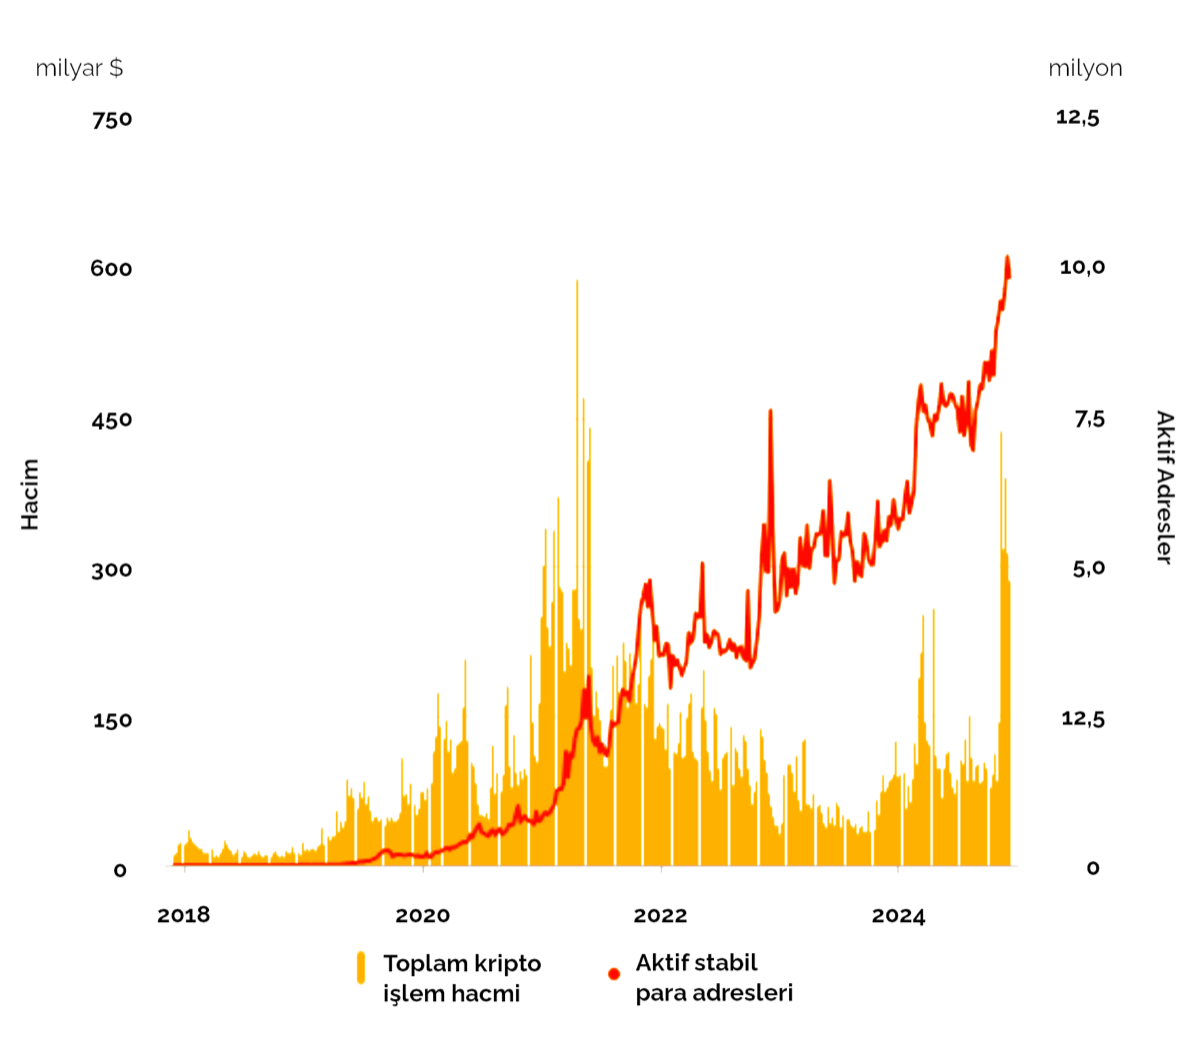 milyar $
milyon
750
12,5
600
10,0
450
7,5
300
5,0
150
12,5
0
0
Hacim
Aktif Adresler
2018
2020
2022
2024
Toplam kripto
işlem hacmi
Aktif stabil
para adresleri